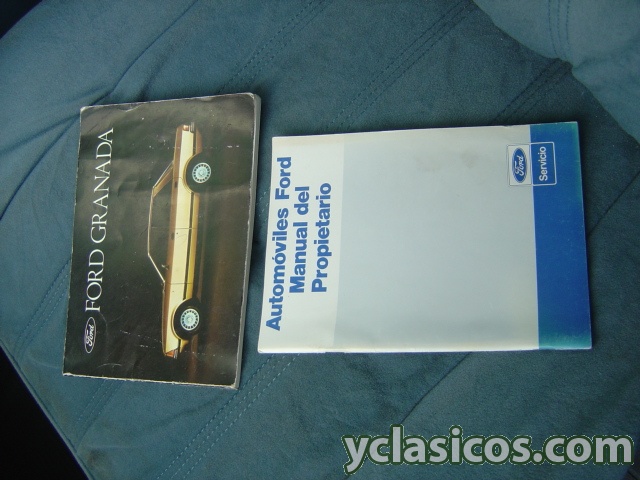 Ford
FORD GRANADA
Automóviles Ford
Manual del
Propietario
Ford
Servicio
yclasicos.com